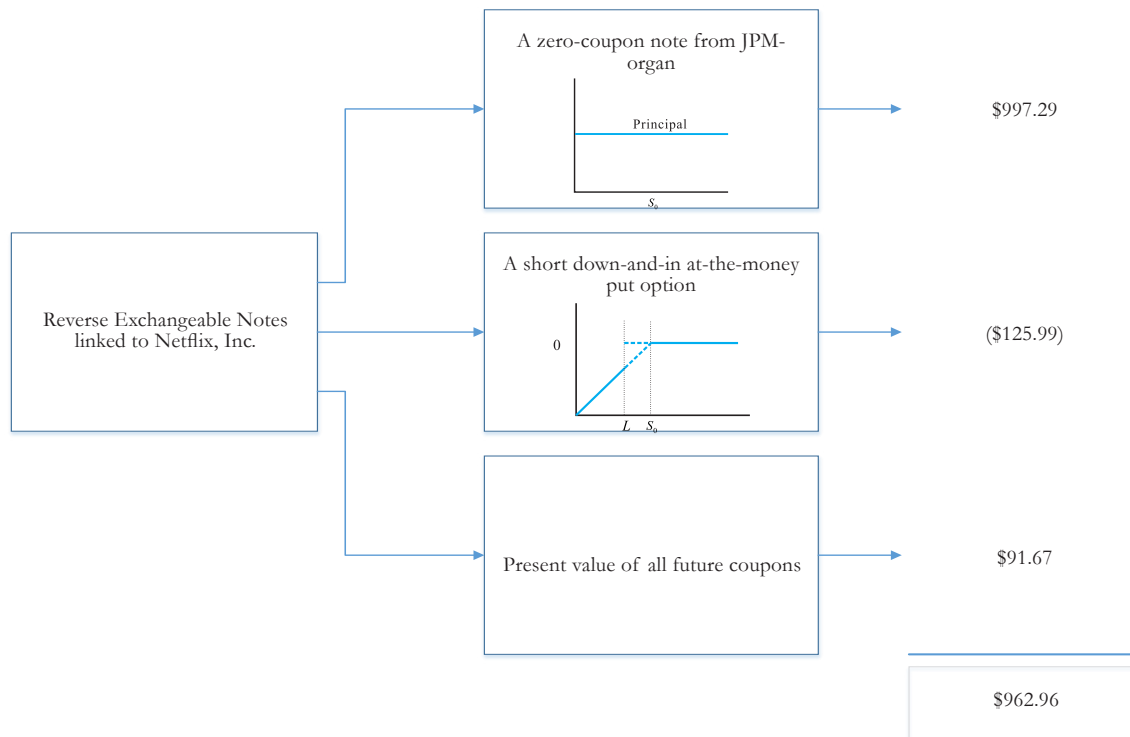 A zero-coupon note from JPM-
organ
Principal
S₀
$997.29
Reverse Exchangeable Notes
linked to Netflix, Inc.
A short down-and-in at-the-money
put option
0
L S₀
($125.99)
Present value of all future coupons
$91.67
$962.96